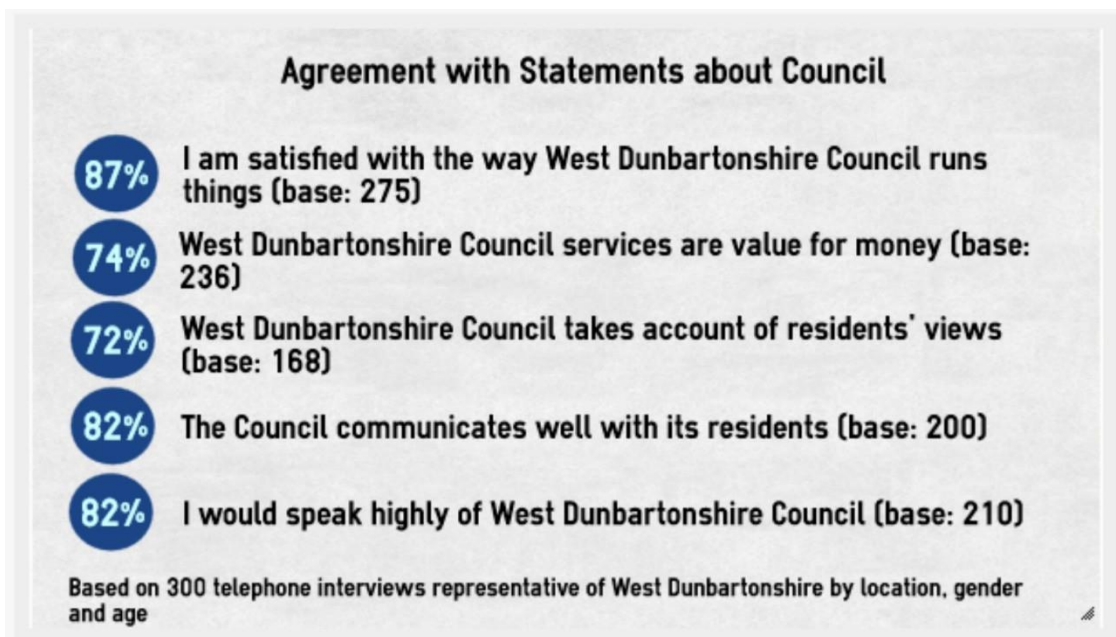 Agreement with Statements about Council
87%
I am satisfied with the way West Dunbartonshire Council runs
things (base: 275)
74%
West Dunbartonshire Council services are value for money (base:
236)
72%
West Dunbartonshire Council takes account of residents' views
(base: 168)
82%
The Council communicates well with its residents (base: 200)
82%
I would speak highly of West Dunbartonshire Council (base: 210)
Based on 300 telephone interviews representative of West Dunbartonshire by location, gender
and age